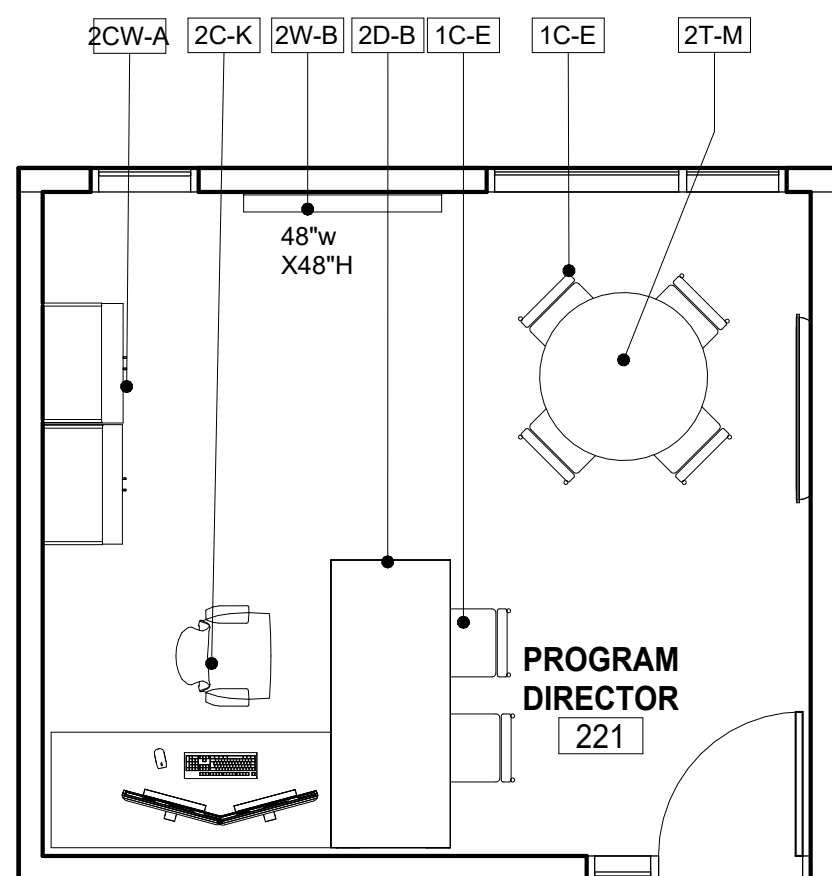 2CW-A
2C-K
2W-B
2D-B
1C-E
1C-E
2T-M
48"w
X48"H
PROGRAM
DIRECTOR
221